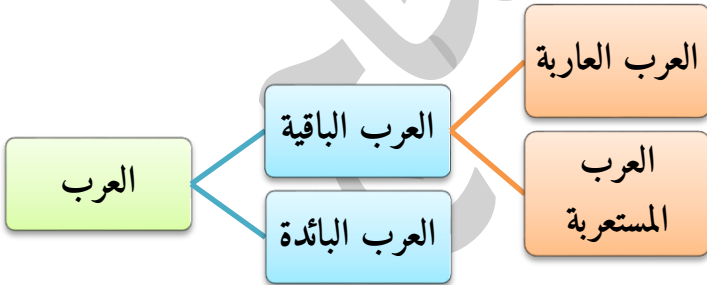 العرب
العرب الباقية
العرب البائدة
العرب العاربة
العرب
المستعربة